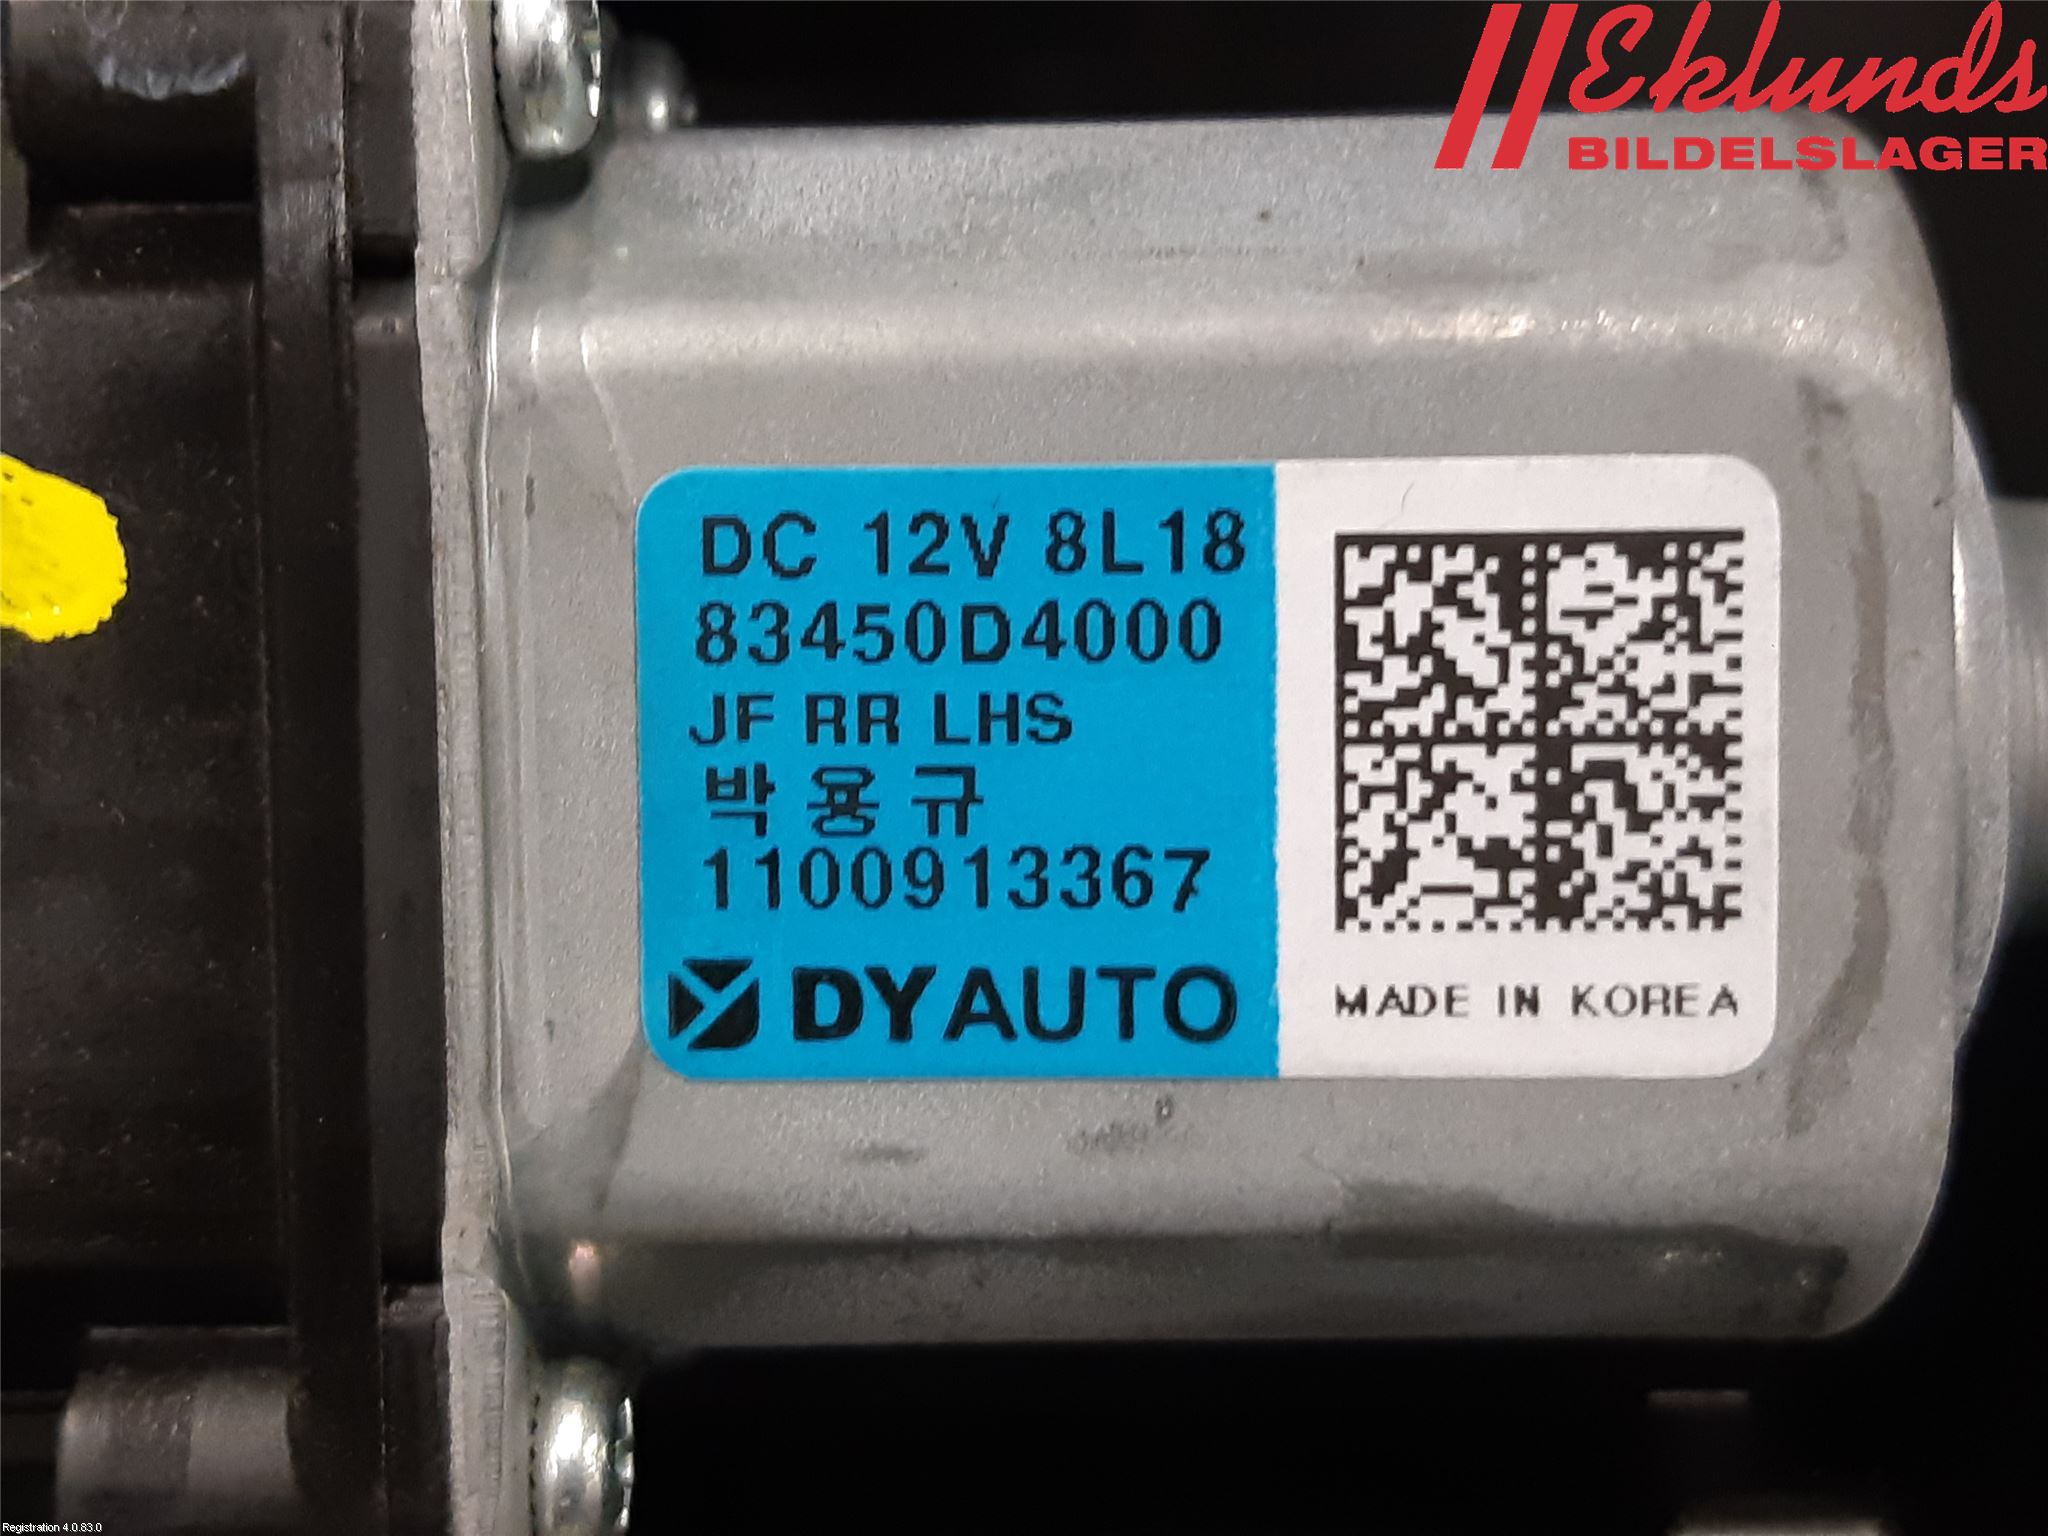 Eklunds
BILDELSLAGER
DC 12V 8L18
83450D4000
JF RR LHS
박 용 규
1100913367
DYAUTO
MADE IN KOREA
Registration 4.0.83.0